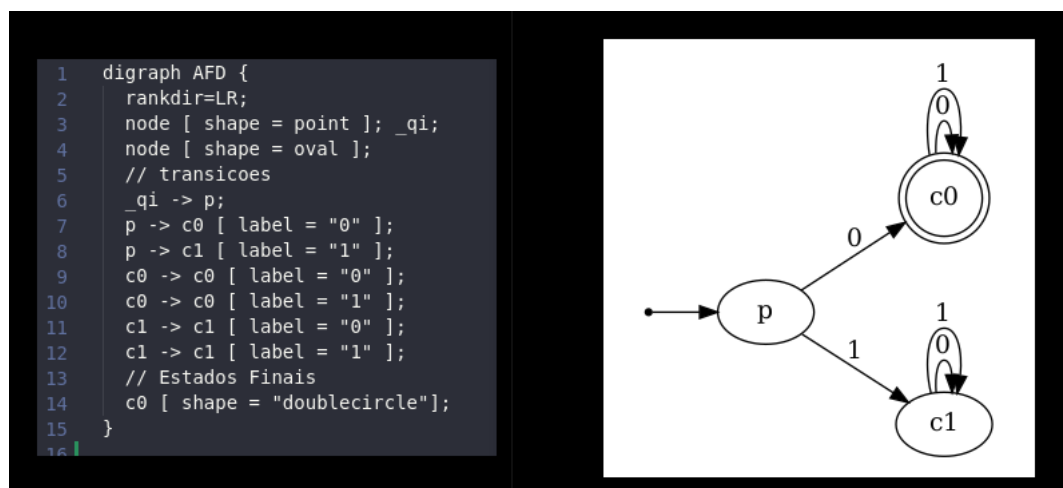 1 digraph AFD {
2 rankdir=LR;
3 node [ shape = point ]; _qi;
4 node [ shape = oval ];
5 // transicoes
6 _qi -> p;
7 p -> c0 [ label = "0" ];
8 p -> c1 [ label = "1" ];
9 c0 -> c0 [ label = "0" ];
10 c0 -> c0 [ label = "1" ];
11 c1 -> c1 [ label = "0" ];
12 c1 -> c1 [ label = "1" ];
13 // Estados Finais
14 c0 [ shape = "doublecircle"];
15 }
16
1
0
c0
0
p
1
1
0
c1